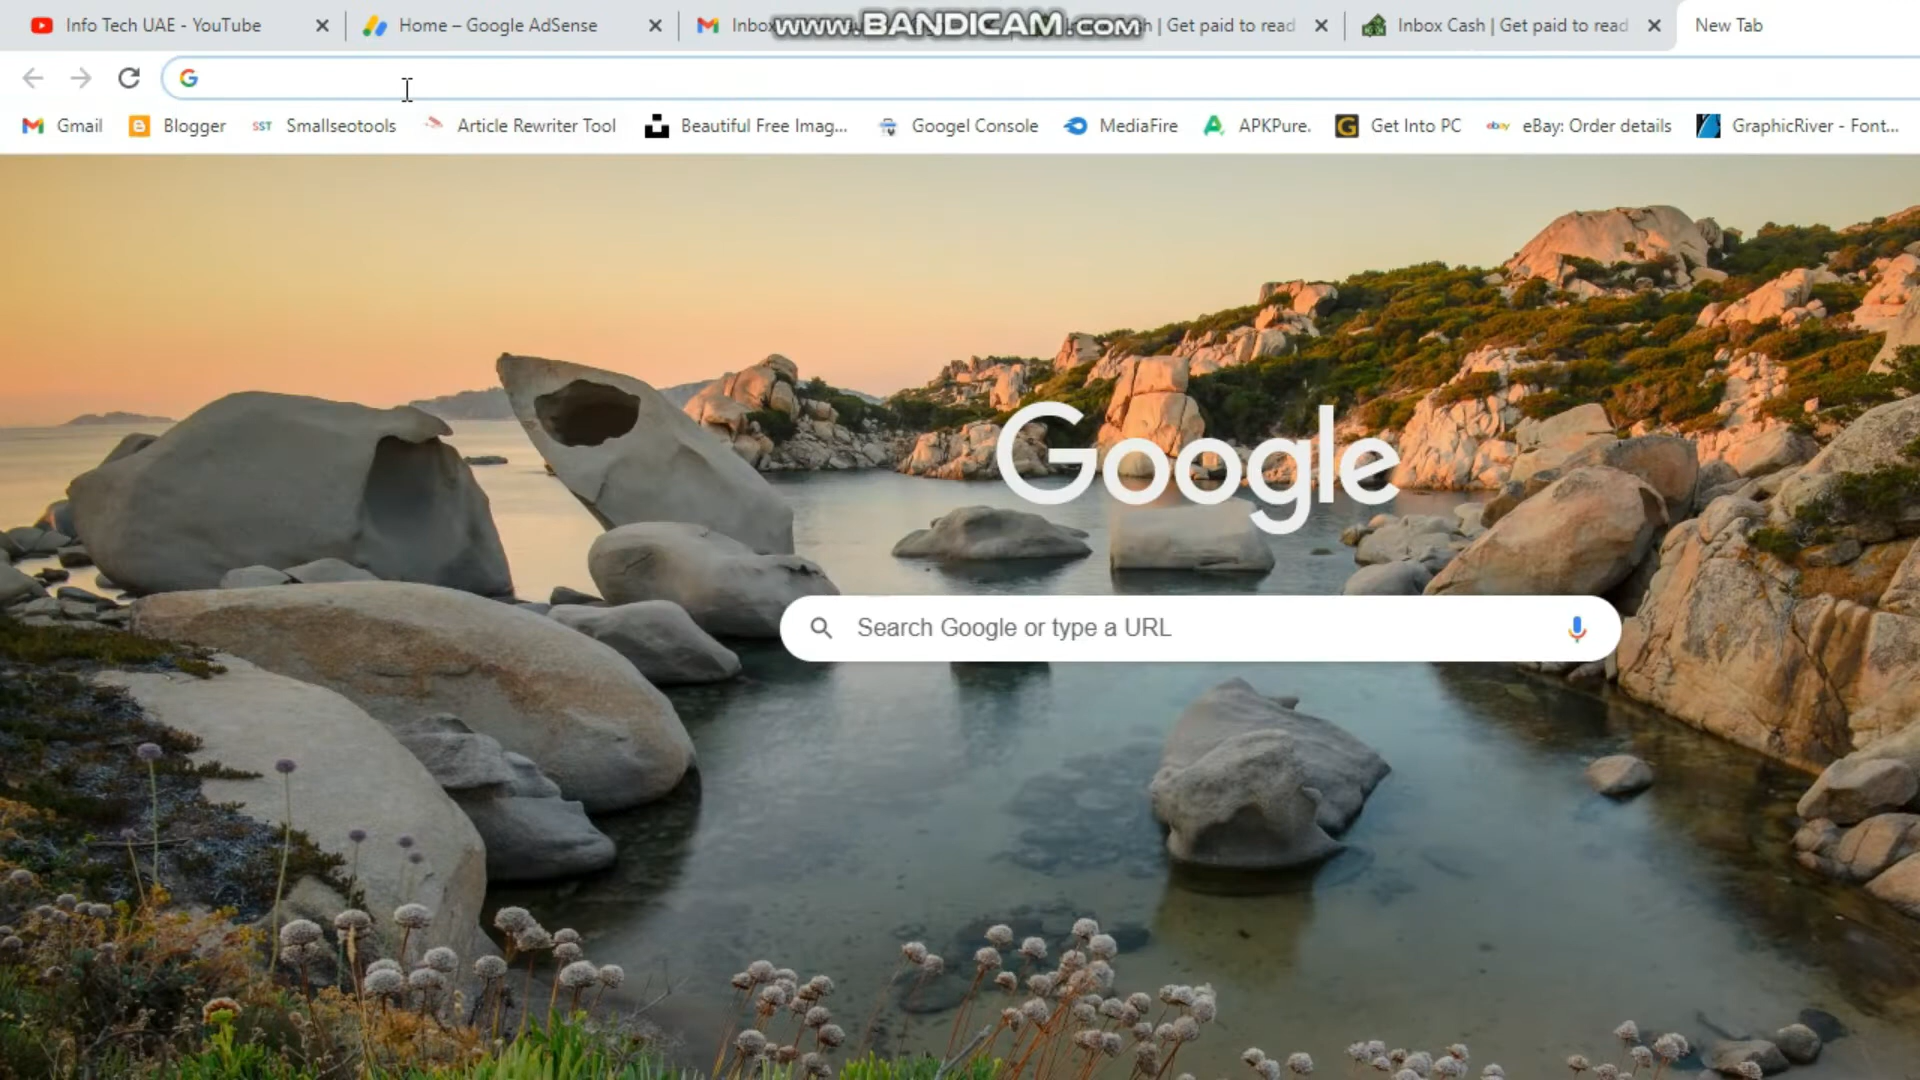 Info Tech UAE - YouTube
Home – Google AdSense
Inbox
www.BANDICAM.com
| Get paid to read
Inbox Cash | Get paid to read
New Tab
Gmail
Blogger
SST Smallseotools
Article Rewriter Tool
Beautiful Free Imag...
Googel Console
MediaFire
APKPure.
Get Into PC
ebay eBay: Order details
GraphicRiver - Font...
Google
Search Google or type a URL